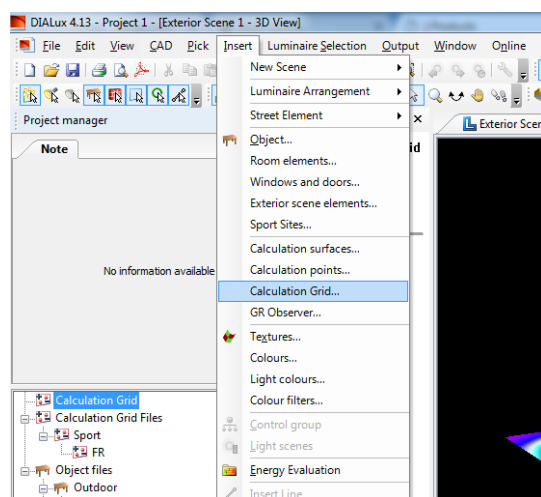 DIALux 4.13 - Project 1 - [Exterior Scene 1 - 3D View]
File Edit View CAD Pick Insert Luminaire Selection Output Window Online
Project manager
Note
No information available
New Scene
Luminaire Arrangement
Street Element
Object...
Room elements...
Windows and doors...
Exterior scene elements...
Sport Sites...
Calculation surfaces...
Calculation points...
Calculation Grid...
GR Observer...
Textures...
Colours...
Light colours...
Colour filters...
Control group
Light scenes
Energy Evaluation
Insert Line
id
Exterior Scen
Calculation Grid
Calculation Grid Files
Sport
FR
Object files
Outdoor